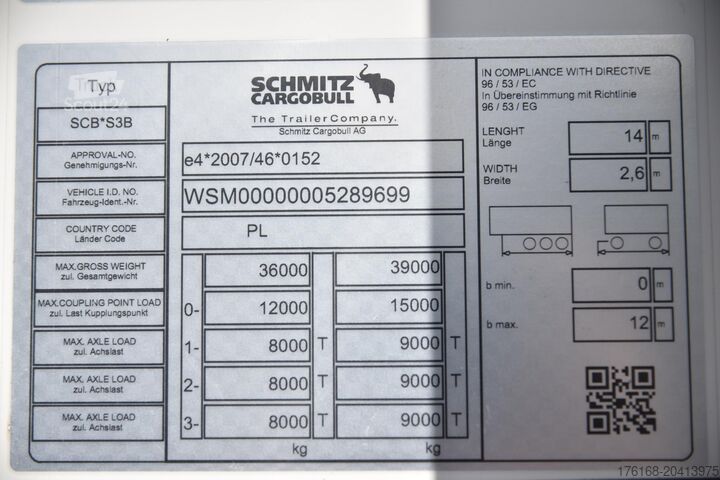 Typ
SCB*S3B
SCHMITZ
CARGOBULL
The TrailerCompany.
Schmitz Cargobull AG
IN COMPLIANCE WITH DIRECTIVE
96 / 53 / EC
In Übereinstimmung mit Richtlinie
96 / 53 / EG
APPROVAL-NO.
Genehmigungs-Nr.
e4*2007/46*0152
VEHICLE I.D. NO.
Fahrzeug-Ident.-Nr.
WSM00000005289699
COUNTRY CODE
Länder Code
PL
LENGHT
Länge
14 m
WIDTH
Breite
2,6 m
MAX.GROSS WEIGHT
zul. Gesamtgewicht
36000 39000
MAX.COUPLING POINT LOAD
zul. Last Kupplungspunkt
0- 12000 15000
MAX. AXLE LOAD
zul. Achslast
1- 8000 T 9000 T
MAX. AXLE LOAD
zul. Achslast
2- 8000 T 9000 T
MAX. AXLE LOAD
zul. Achslast
3- 8000 T 9000 T
kg kg
b min. 0 m
b max. 12 m
176168-20413975